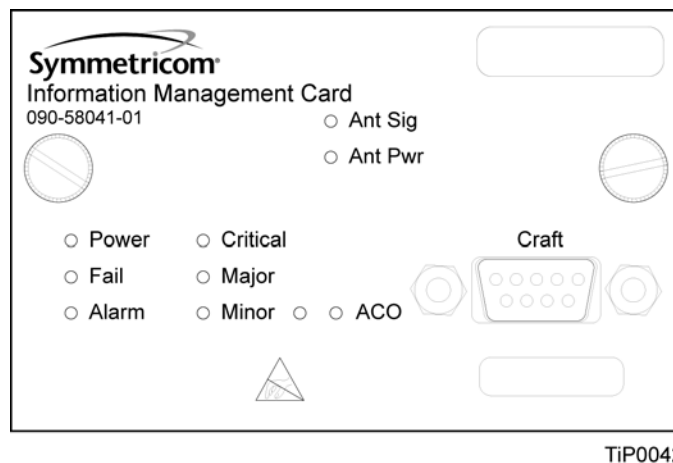 Symmetricom
Information Management Card
090-58041-01
Ant Sig
Ant Pwr
Power Critical Craft
Fail Major
Alarm Minor ACO